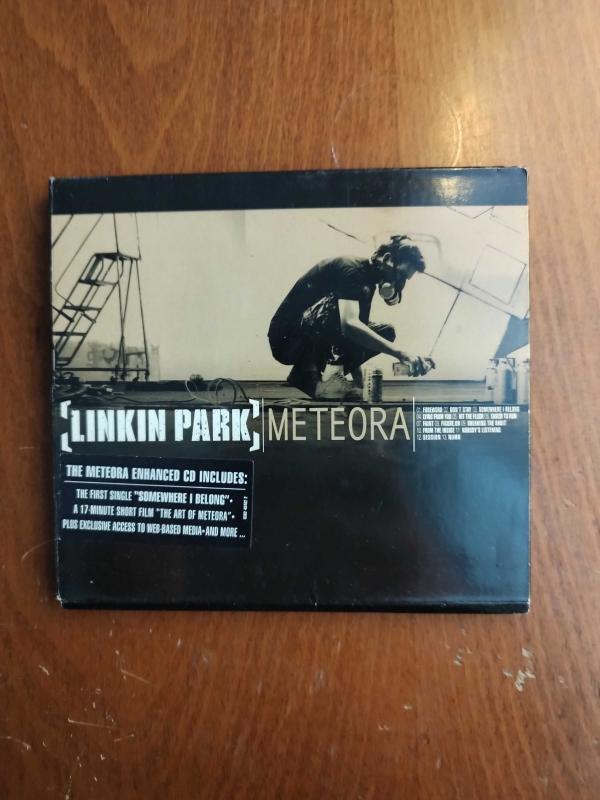 [LINKIN PARK]
METEORA
01. FOREWORD 02. DON'T STAY 03. SOMEWHERE I BELONG
04. LYING FROM YOU 05. HIT THE FLOOR 06. EASIER TO RUN
07. FAINT 08. FIGURE.09 09. BREAKING THE HABIT
10. FROM THE INSIDE 11. NOBODY'S LISTENING
12. SESSION 13. NUMB
THE METEORA ENHANCED CD INCLUDES:
THE FIRST SINGLE "SOMEWHERE I BELONG"•
A 17-MINUTE SHORT FILM "THE ART OF METEORA"•
PLUS EXCLUSIVE ACCESS TO WEB-BASED MEDIA•AND MORE ...